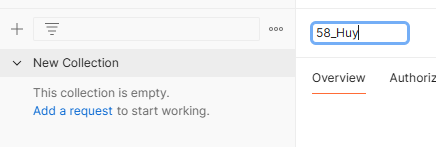 58_Huy
New Collection
Overview
Authoriz
This collection is empty.
Add a request to start working.